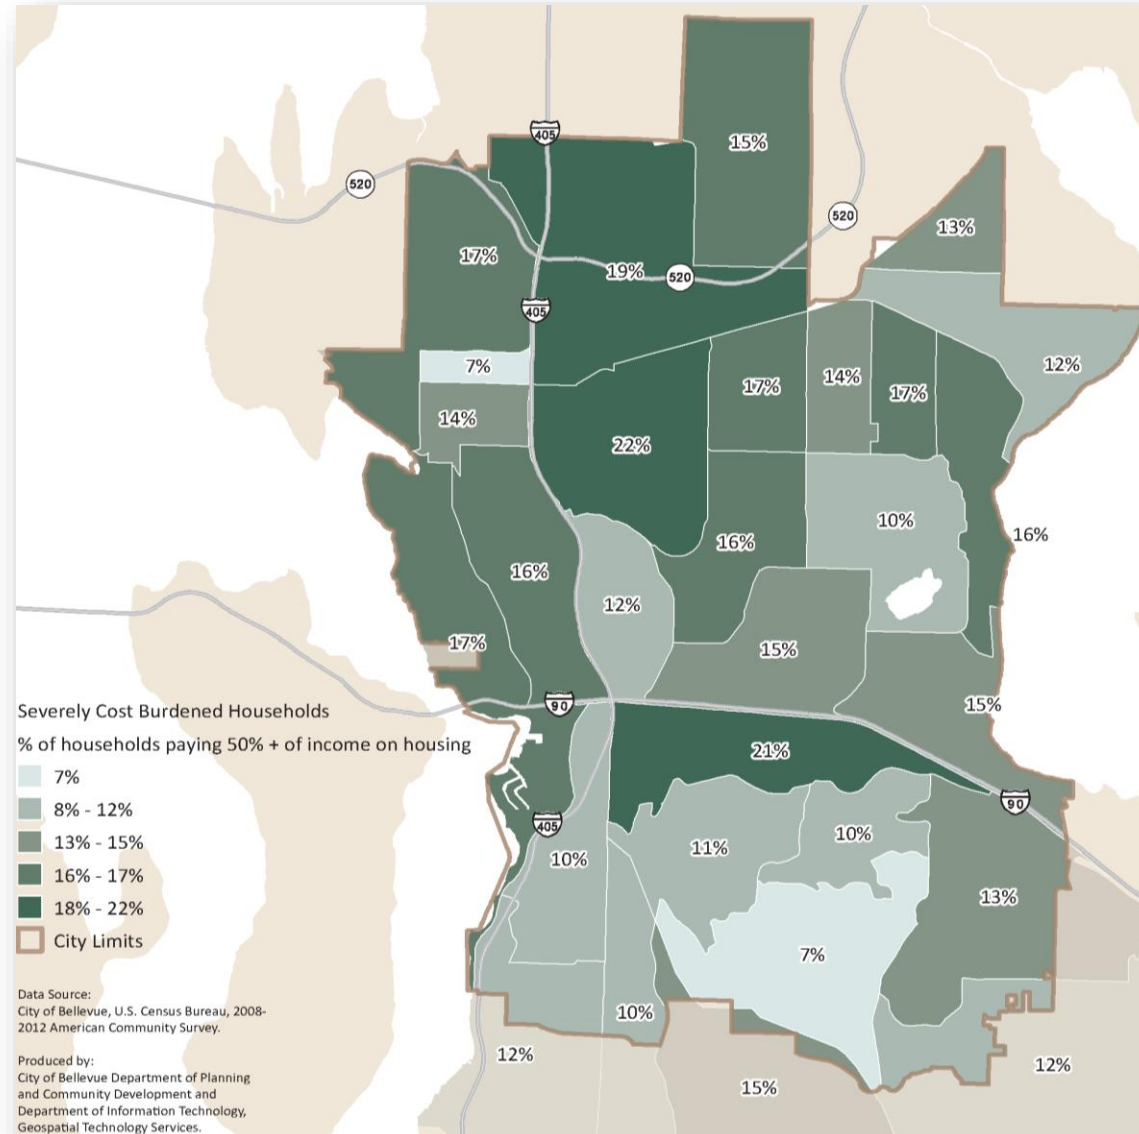 405
15%
520
520
13%
17%
19%
520
405
12%
7%
17%
14%
17%
14%
22%
10%
16%
16%
16%
12%
17%
15%
90
15%
Severely Cost Burdened Households
% of households paying 50% + of income on housing
7%
8% - 12%
13% - 15%
16% - 17%
18% - 22%
City Limits
21%
90
405
10%
11%
10%
13%
7%
10%
12%
12%
15%
Data Source:
City of Bellevue, U.S. Census Bureau, 2008-
2012 American Community Survey.
Produced by:
City of Bellevue Department of Planning
and Community Development and
Department of Information Technology,
Geospatial Technology Services.